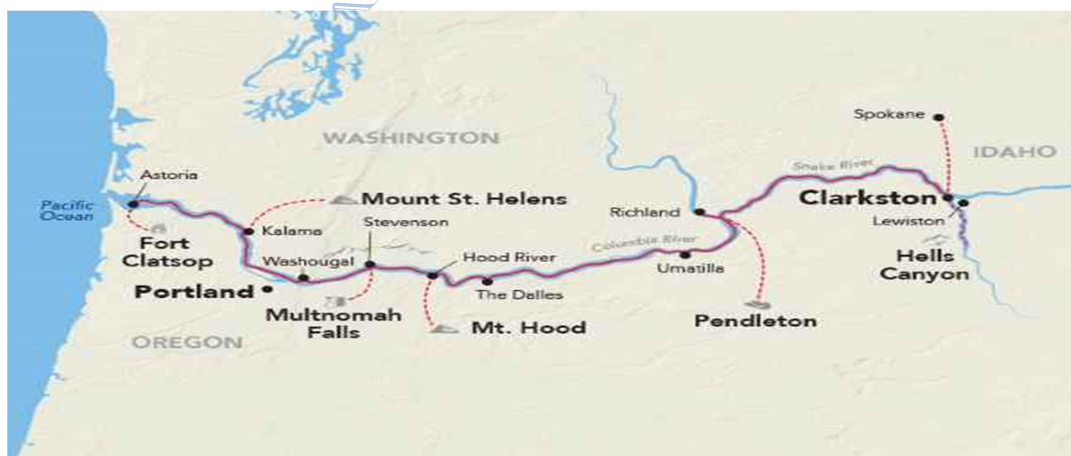 Spokane
WASHINGTON
IDAHO
Snake River
Astoria
Mount St. Helens
Clarkston
Pacific
Ocean
Richland
Lewiston
Stevenson
Kalama
Columbia River
Fort
Clatsop
Washougal
Hood River
Umatilla
Hells
Canyon
Portland
The Dalles
Multnomah
Falls
Mt. Hood
Pendleton
OREGON